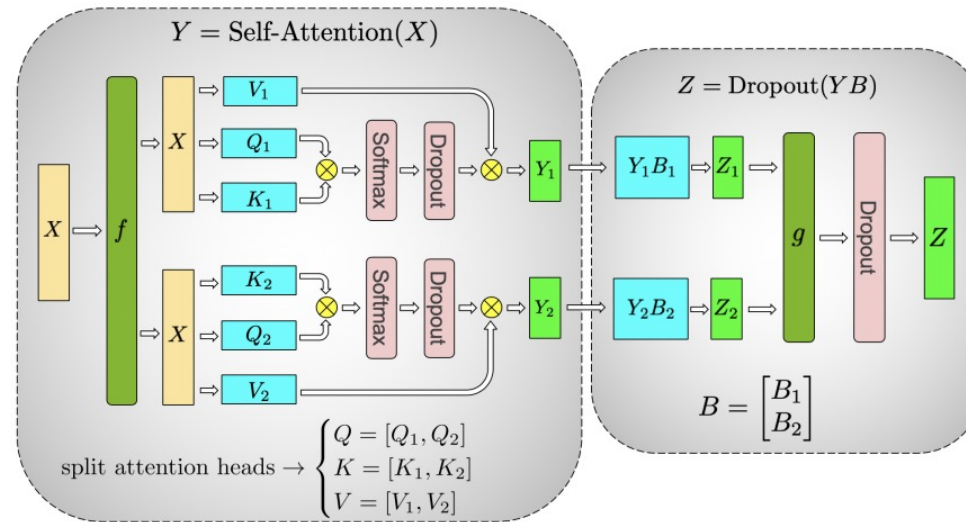 Y = Self-Attention(X)
X
f
X
V₁
Q₁
K₁
Softmax
Dropout
Y₁
X
K₂
Q₂
V₂
Softmax
Dropout
Y₂
split attention heads → { Q = [Q₁, Q₂]
K = [K₁, K₂]
V = [V₁, V₂]
Z = Dropout(YB)
Y₁B₁
Z₁
Y₂B₂
Z₂
g
Dropout
Z
B = [B₁
B₂]